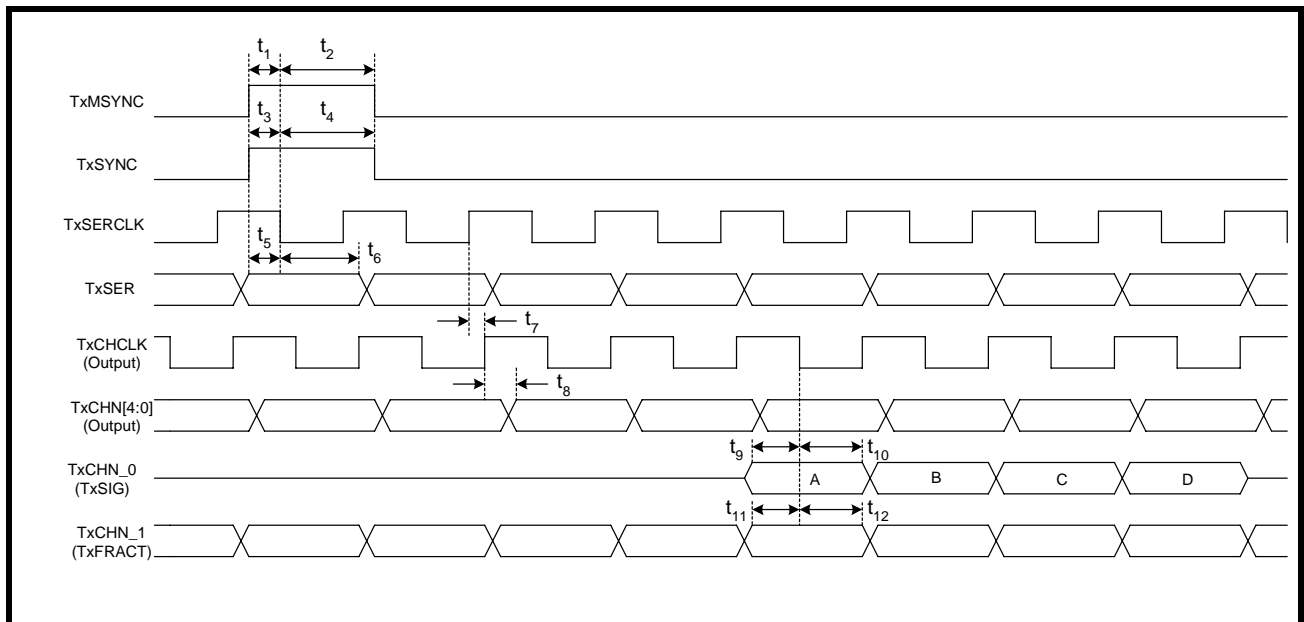 t1 t2
TxMSYNC
t3 t4
TxSYNC
TxSERCLK
t5 t6
TxSER
t7
TxCHCLK
(Output)
t8
TxCHN[4:0]
(Output)
t9 t10
TxCHN_0
(TxSIG)
A B C D
t11 t12
TxCHN_1
(TxFRACT)